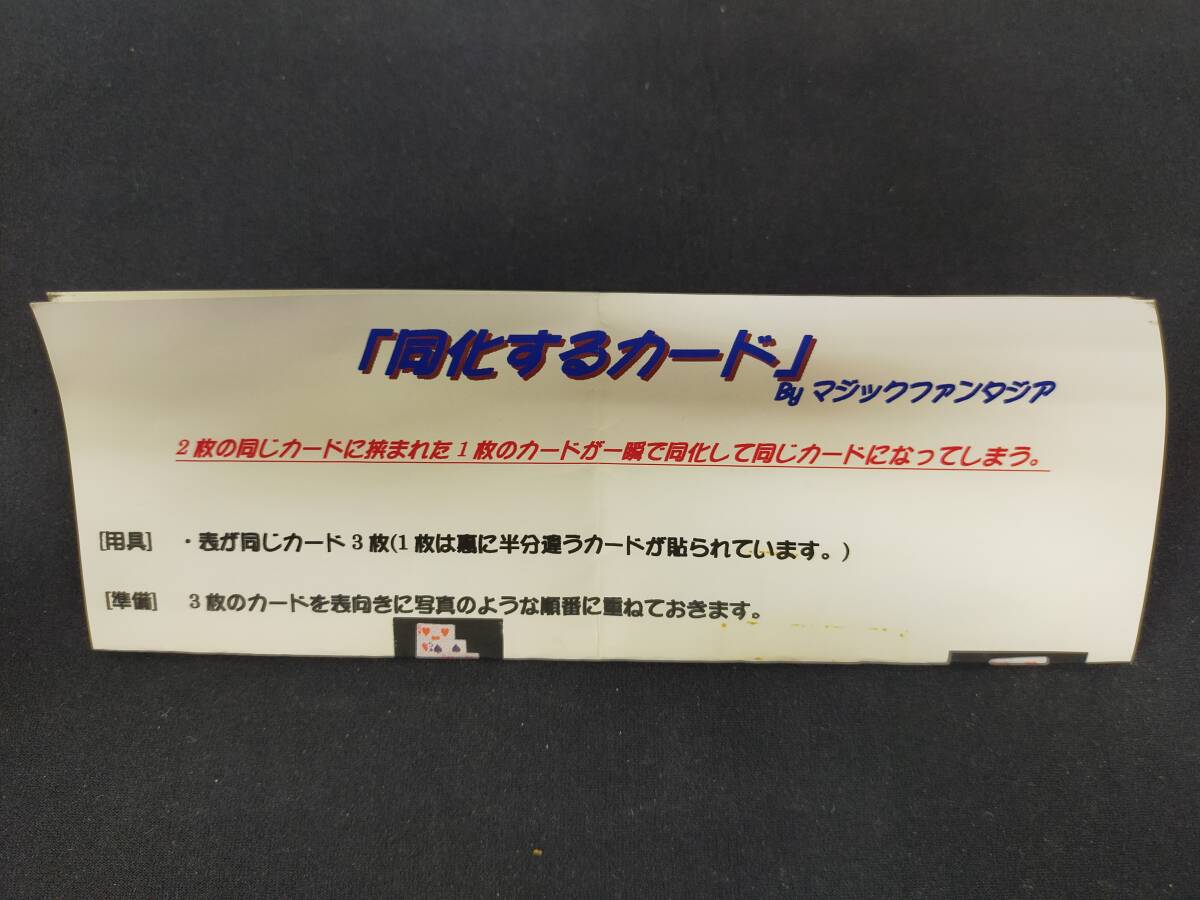 「同化するカード」
By マジックファンタジア
2枚の同じカードに挟まれた1枚のカードが一瞬で同化して同じカードになってしまう。
[用具] ・表が同じカード3枚(1枚は裏に半分違うカードが貼られています。)
[準備] 3枚のカードを表向きに写真のような順番に重ねておきます。